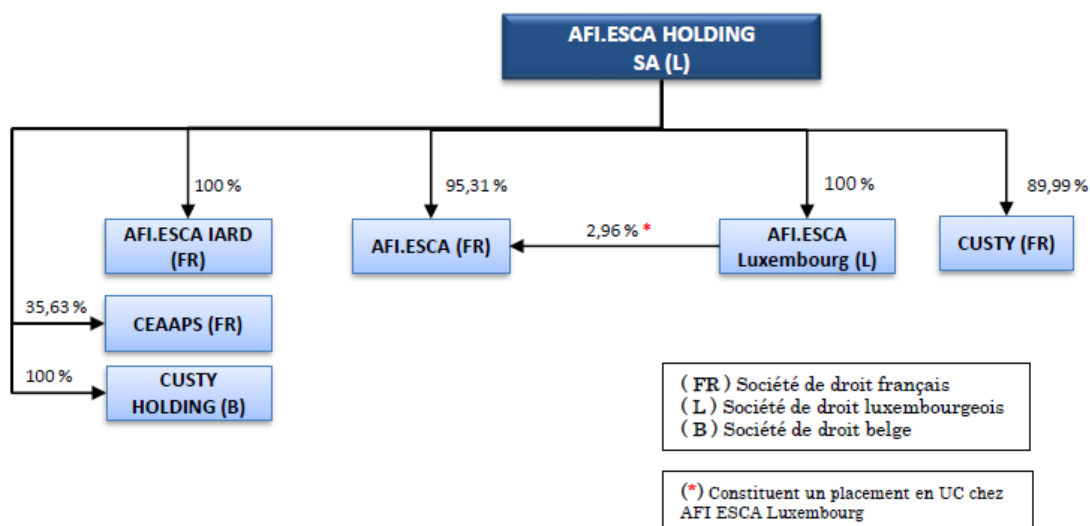 AFI.ESCA HOLDING
SA (L)
100 %
95,31 %
100 %
89,99 %
AFI.ESCA IARD
(FR)
AFI.ESCA (FR)
2,96 % *
AFI.ESCA
Luxembourg (L)
CUSTY (FR)
35,63 %
CEAAPS (FR)
100 %
CUSTY
HOLDING (B)
( FR ) Société de droit français
( L ) Société de droit luxembourgeois
( B ) Société de droit belge
(*) Constituent un placement en UC chez
AFI ESCA Luxembourg